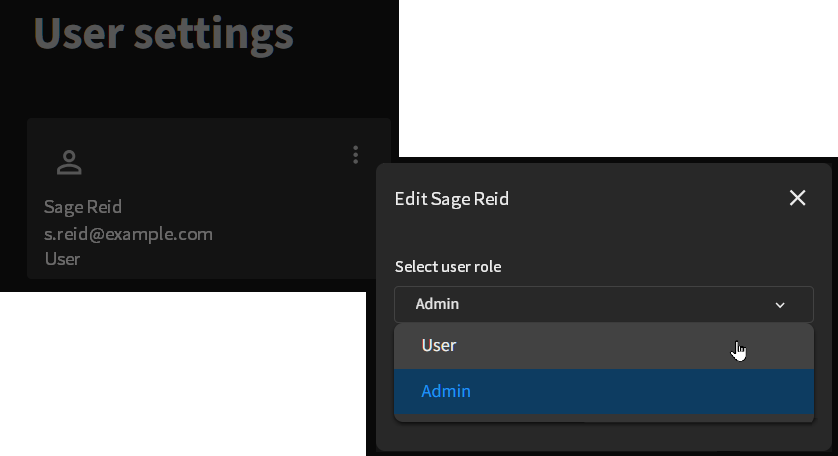 User settings
Sage Reid
s.reid@example.com
User
Edit Sage Reid
Select user role
Admin
User
Admin